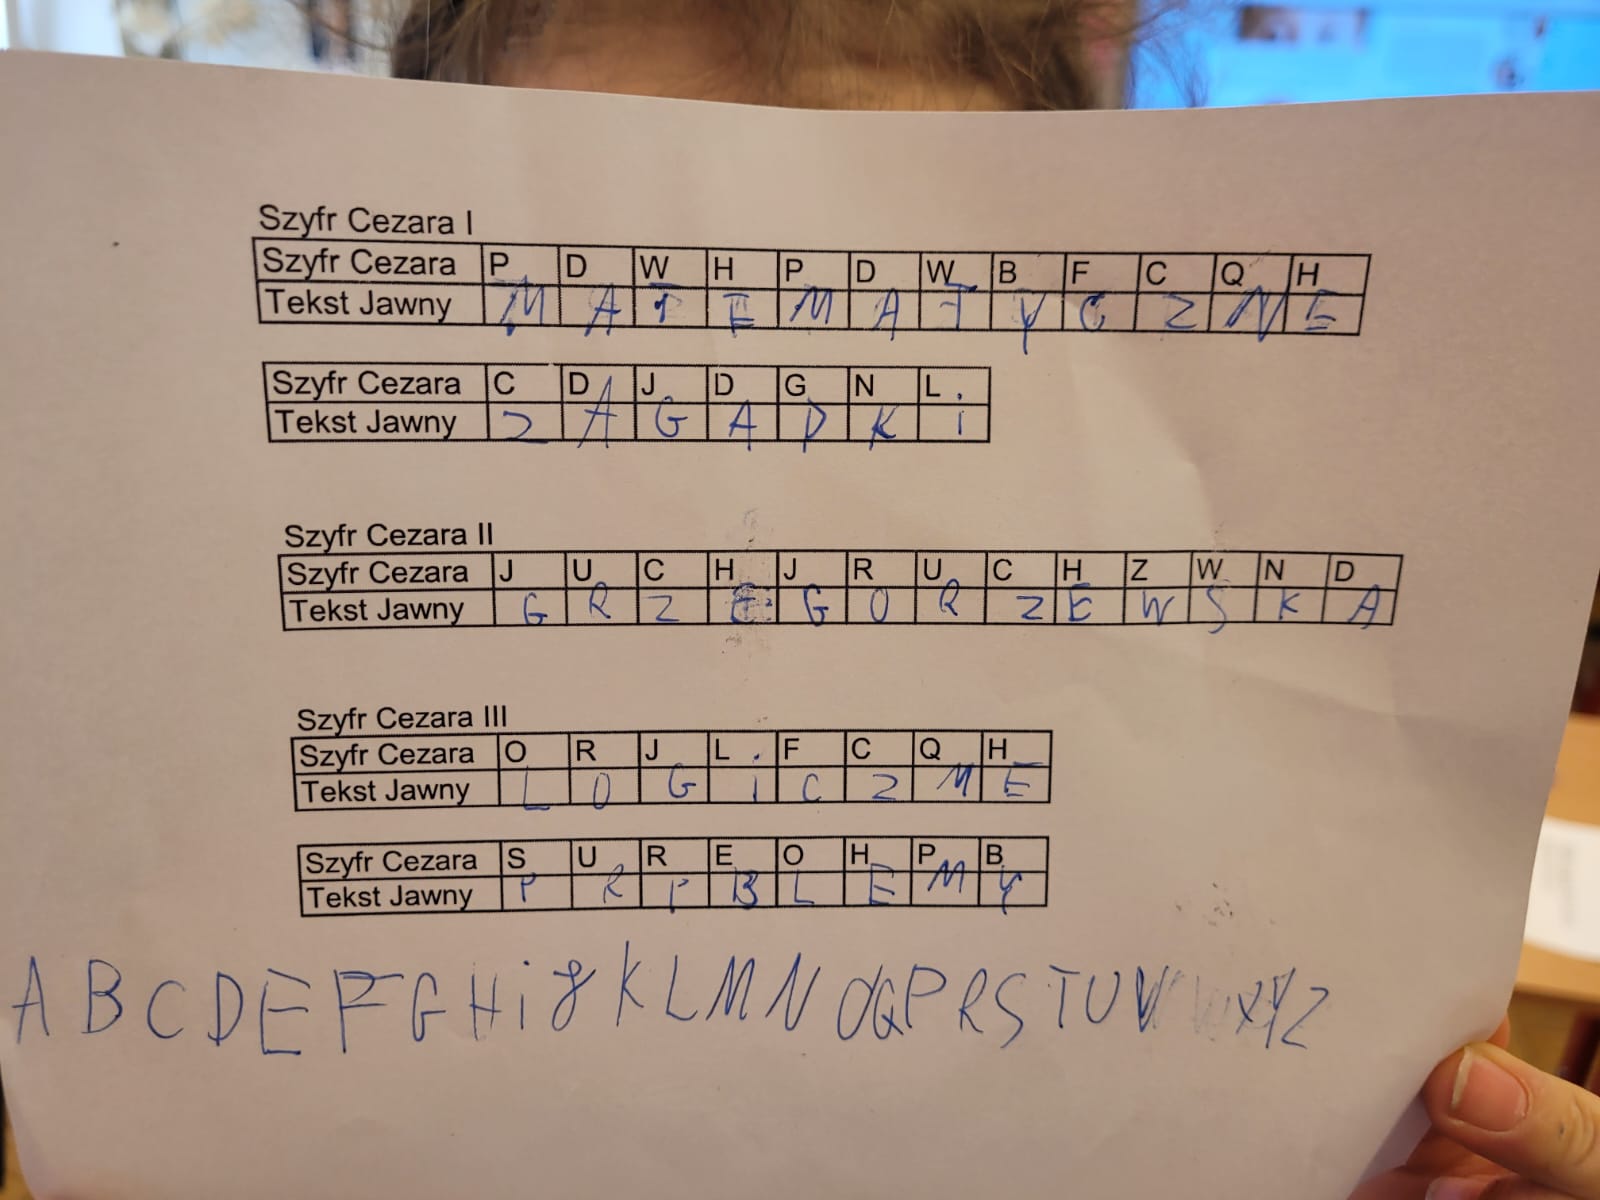 Szyfr Cezara I
Szyfr Cezara P D W H P D W B F C Q H
Tekst Jawny M A T E M A T Y C Z N E
Szyfr Cezara C D J D G N L
Tekst Jawny Z A G A D K i
Szyfr Cezara II
Szyfr Cezara J U C H J R U C H Z W N D
Tekst Jawny G R Z E G O R Z E W S K A
Szyfr Cezara III
Szyfr Cezara O R J L F C Q H
Tekst Jawny L O G i C Z M E
Szyfr Cezara S U R E O H P B
Tekst Jawny P R P B L E M Y
A B C D E F G H i J K L M N O Q P R S T U V W X Y Z